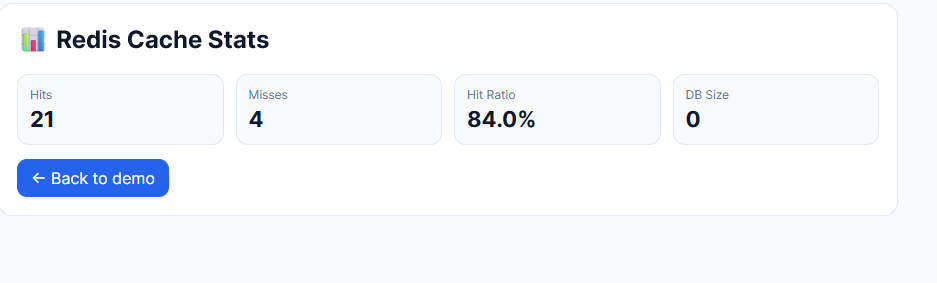 Redis Cache Stats
Hits
21
Misses
4
Hit Ratio
84.0%
DB Size
0
← Back to demo